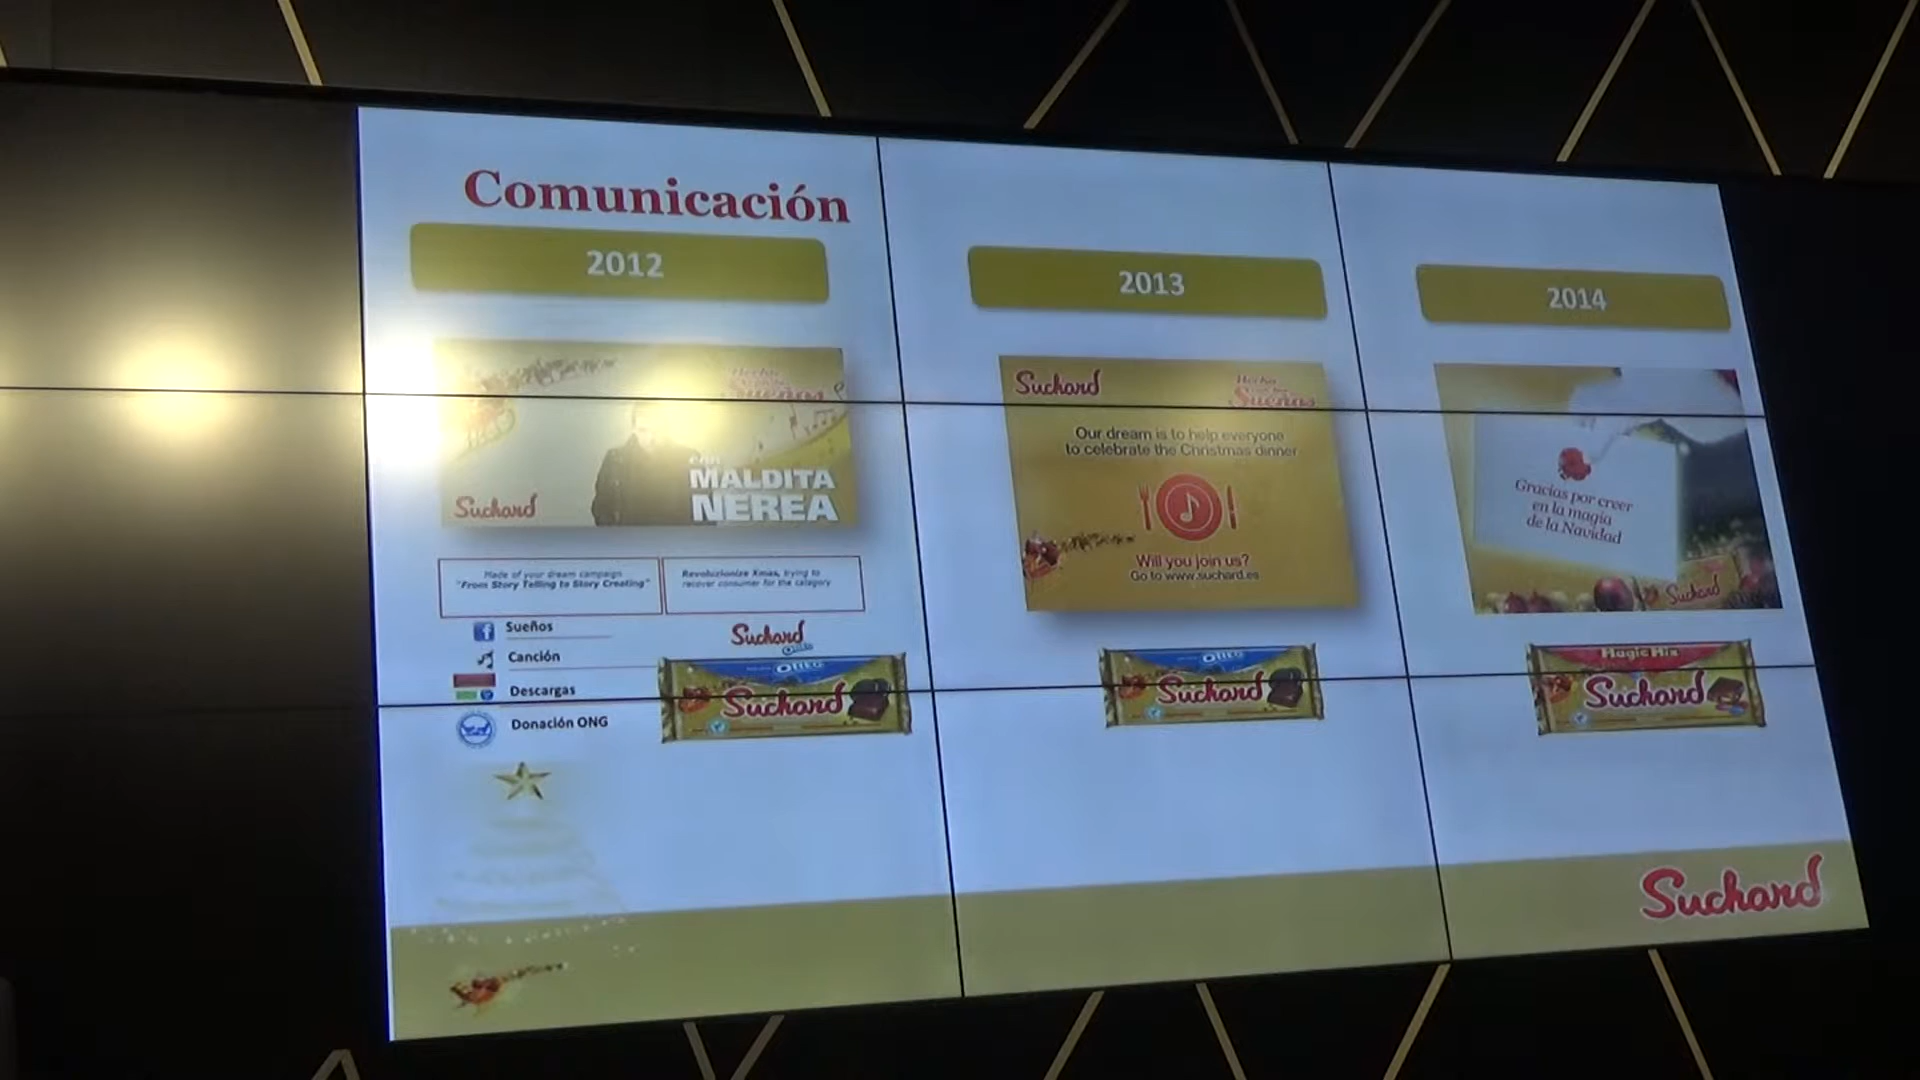 Comunicación
2012
Hecho
Sueños
con
MALDITA
NEREA
Suchard
Made of your dream campaign
"From Story Telling to Story Creating"
Revoluzionize Xmas, trying to
recover consumer for the category
Sueños
Canción
Descargas
Donación ONG
Suchard
OREO
OREO
Suchard
2013
Suchard
Hecho
Sueños
Our dream is to help everyone
to celebrate the Christmas dinner
Will you join us?
Go to www.suchard.es
OREO
Suchard
2014
Gracias por creer
en la magia
de la Navidad
Suchard
Magic Mix
Suchard
Suchard